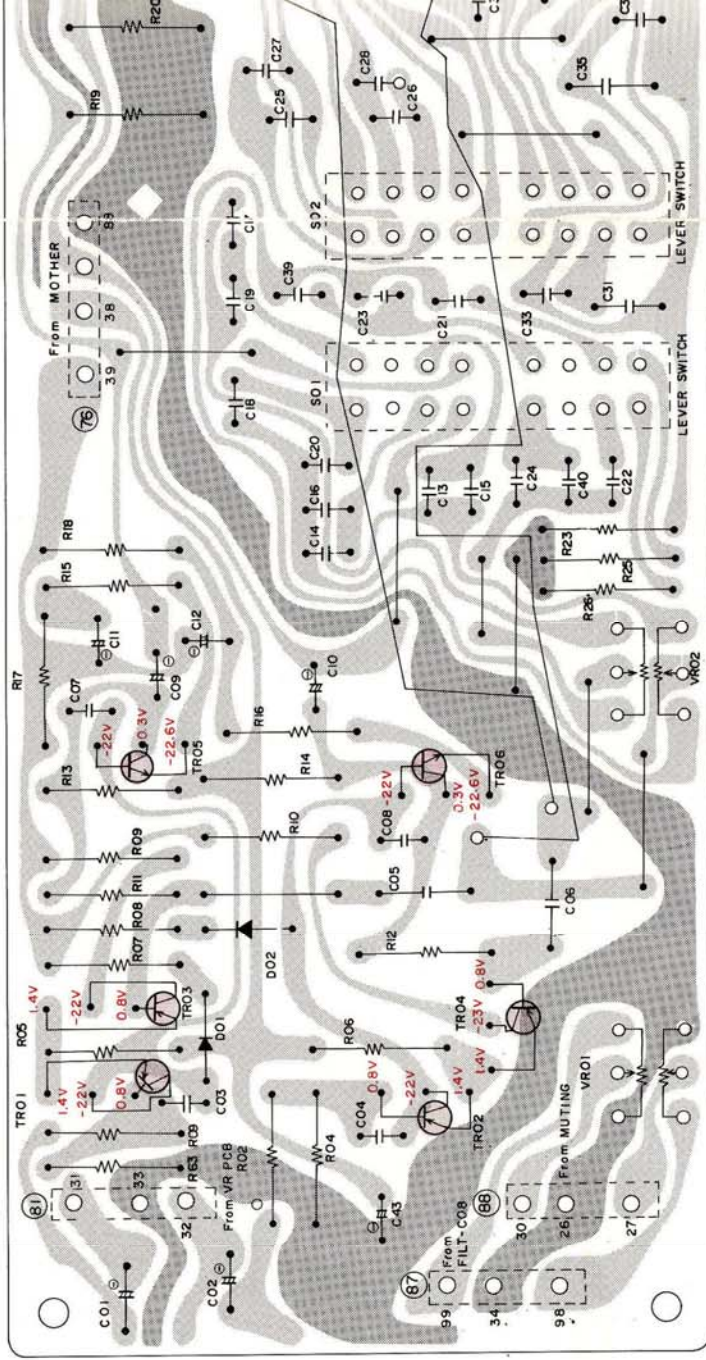 R20
R19
C27
C25
C28
C26
C35
From MOTHER
39
38
88
76
C17
C19
C18
C39
C23
C21
C33
C31
S02
LEVER SWITCH
S01
LEVER SWITCH
C20
C16
C14
C13
C15
C24
C40
C22
R18
R15
R17
R23
R25
R26
VR02
C11
C12
C09
C10
C07
-22V
0.3V
-22.6V
TR05
R13
R16
R14
R10
-22V
TR06
0.3V
-22.6V
C08
C05
C06
R09
R11
R08
R07
D02
R12
1.4V
-22V
0.8V
TR03
R05
D01
R06
TR04
0.8V
-23V
1.4V
TR01
1.4V
-22V
0.8V
C03
0.8V
-22V
1.4V
TR02
C04
R04
R02
R09
R63
VR01
81
31
33
32
From VR PCB
C43
88
From MUTING
30
26
27
87
From
FILT-C08
99
34
98
C01
C02